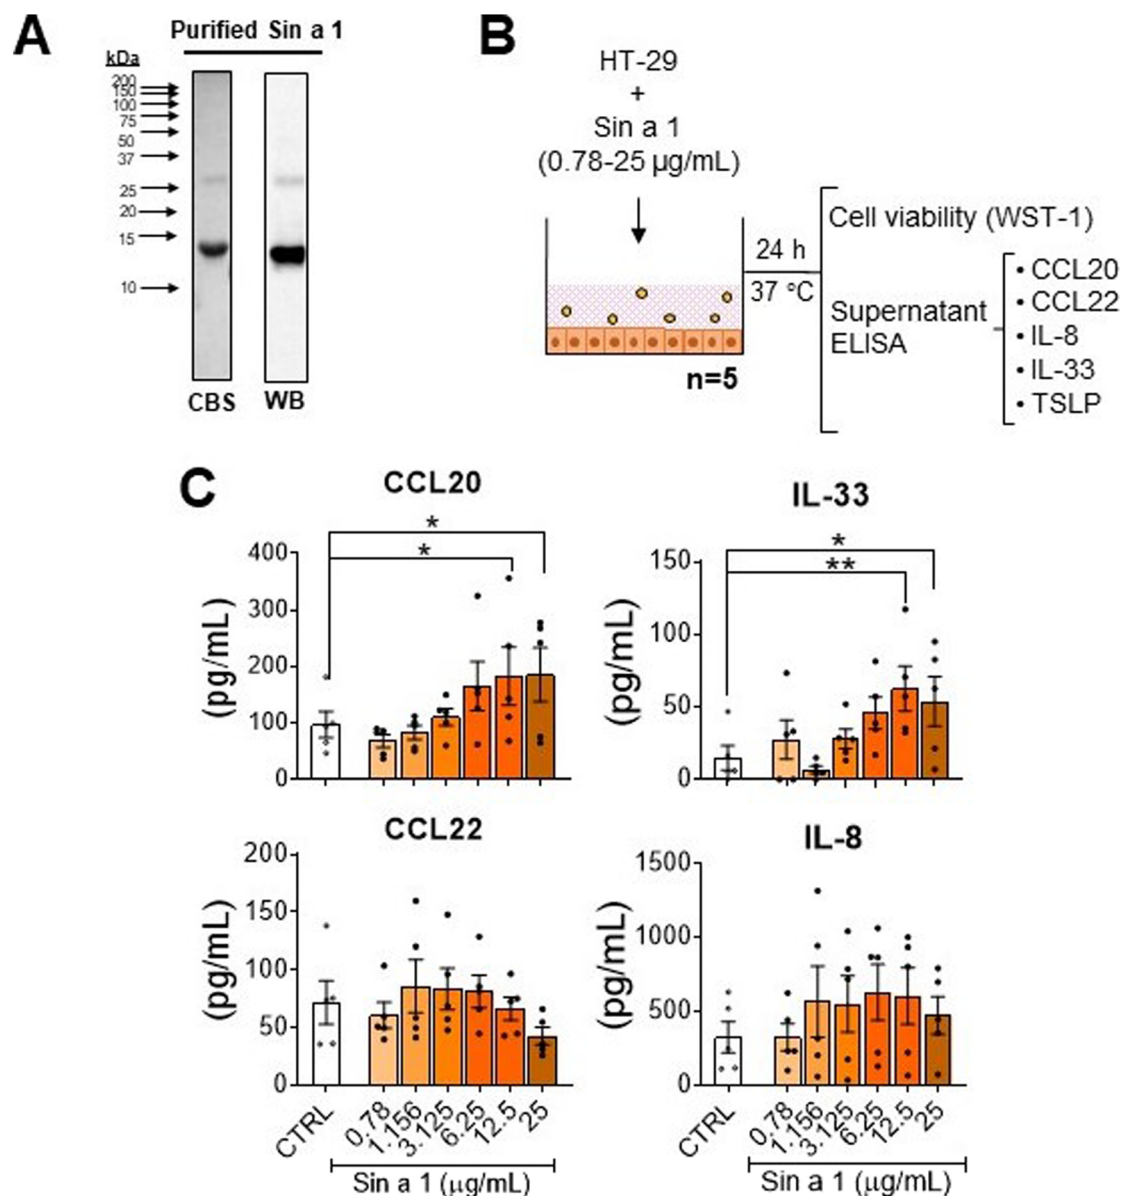 A
Purified Sin a 1
kDa
200
150
100
75
50
37
25
20
15
10
CBS
WB
B
HT-29
+
Sin a 1
(0.78-25 µg/mL)
24 h
37 °C
n=5
Cell viability (WST-1)
Supernatant
ELISA
• CCL20
• CCL22
• IL-8
• IL-33
• TSLP
C
CCL20
*
*
400
300
200
100
0
(pg/mL)
IL-33
*
**
150
100
50
0
(pg/mL)
CCL22
200
150
100
50
0
(pg/mL)
CTRL
0.78
1.156
3.125
6.25
12.5
25
Sin a 1 (µg/mL)
IL-8
1500
1000
500
0
(pg/mL)
CTRL
0.78
1.156
3.125
6.25
12.5
25
Sin a 1 (µg/mL)